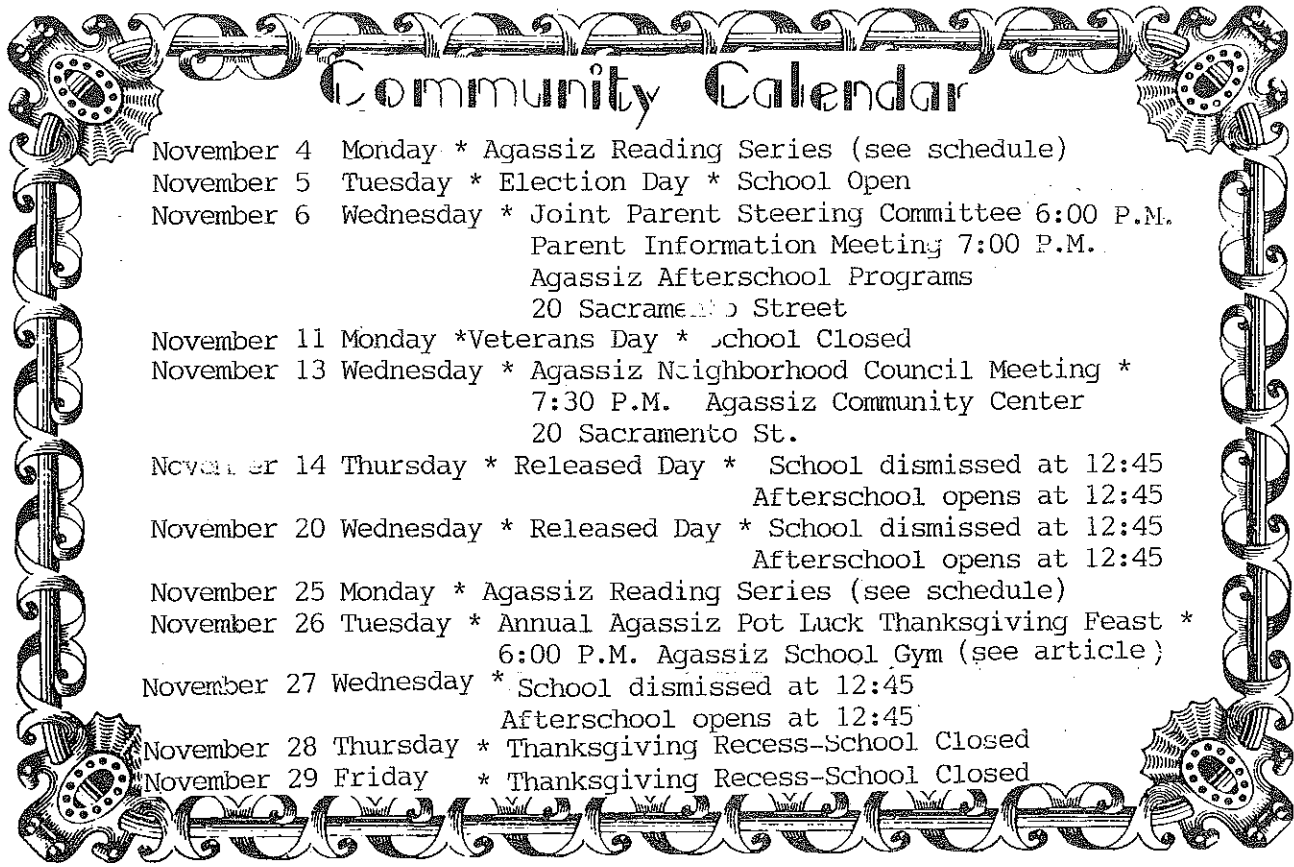 Community Calendar
November 4 Monday * Agassiz Reading Series (see schedule)
November 5 Tuesday * Election Day * School Open
November 6 Wednesday * Joint Parent Steering Committee 6:00 P.M.
Parent Information Meeting 7:00 P.M.
Agassiz Afterschool Programs
20 Sacramento Street
November 11 Monday *Veterans Day * School Closed
November 13 Wednesday * Agassiz Neighborhood Council Meeting *
7:30 P.M. Agassiz Community Center
20 Sacramento St.
November 14 Thursday * Released Day * School dismissed at 12:45
Afterschool opens at 12:45
November 20 Wednesday * Released Day * School dismissed at 12:45
Afterschool opens at 12:45
November 25 Monday * Agassiz Reading Series (see schedule)
November 26 Tuesday * Annual Agassiz Pot Luck Thanksgiving Feast *
6:00 P.M. Agassiz School Gym (see article)
November 27 Wednesday * School dismissed at 12:45
Afterschool opens at 12:45
November 28 Thursday * Thanksgiving Recess-School Closed
November 29 Friday * Thanksgiving Recess-School Closed